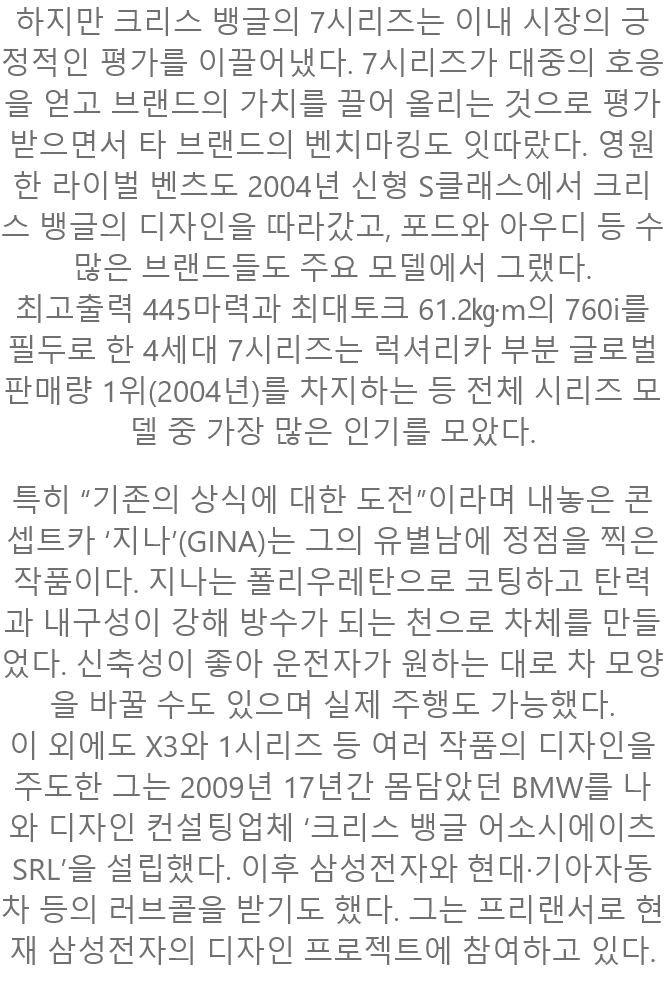 하지만 크리스 뱅글의 7시리즈는 이내 시장의 긍
정적인 평가를 이끌어냈다. 7시리즈가 대중의 호응
을 얻고 브랜드의 가치를 끌어 올리는 것으로 평가
받으면서 타 브랜드의 벤치마킹도 잇따랐다. 영원
한 라이벌 벤츠도 2004년 신형 S클래스에서 크리
스 뱅글의 디자인을 따라갔고, 포드와 아우디 등 수
많은 브랜드들도 주요 모델에서 그랬다.
최고출력 445마력과 최대토크 61.2㎏·m의 760i를
필두로 한 4세대 7시리즈는 럭셔리카 부분 글로벌
판매량 1위(2004년)를 차지하는 등 전체 시리즈 모
델 중 가장 많은 인기를 모았다.
특히 “기존의 상식에 대한 도전”이라며 내놓은 콘
셉트카 ‘지나’(GINA)는 그의 유별남에 정점을 찍은
작품이다. 지나는 폴리우레탄으로 코팅하고 탄력
과 내구성이 강해 방수가 되는 천으로 차체를 만들
었다. 신축성이 좋아 운전자가 원하는 대로 차 모양
을 바꿀 수도 있으며 실제 주행도 가능했다.
이 외에도 X3와 1시리즈 등 여러 작품의 디자인을
주도한 그는 2009년 17년간 몸담았던 BMW를 나
와 디자인 컨설팅업체 ‘크리스 뱅글 어소시에이츠
SRL’을 설립했다. 이후 삼성전자와 현대·기아자동
차 등의 러브콜을 받기도 했다. 그는 프리랜서로 현
재 삼성전자의 디자인 프로젝트에 참여하고 있다.